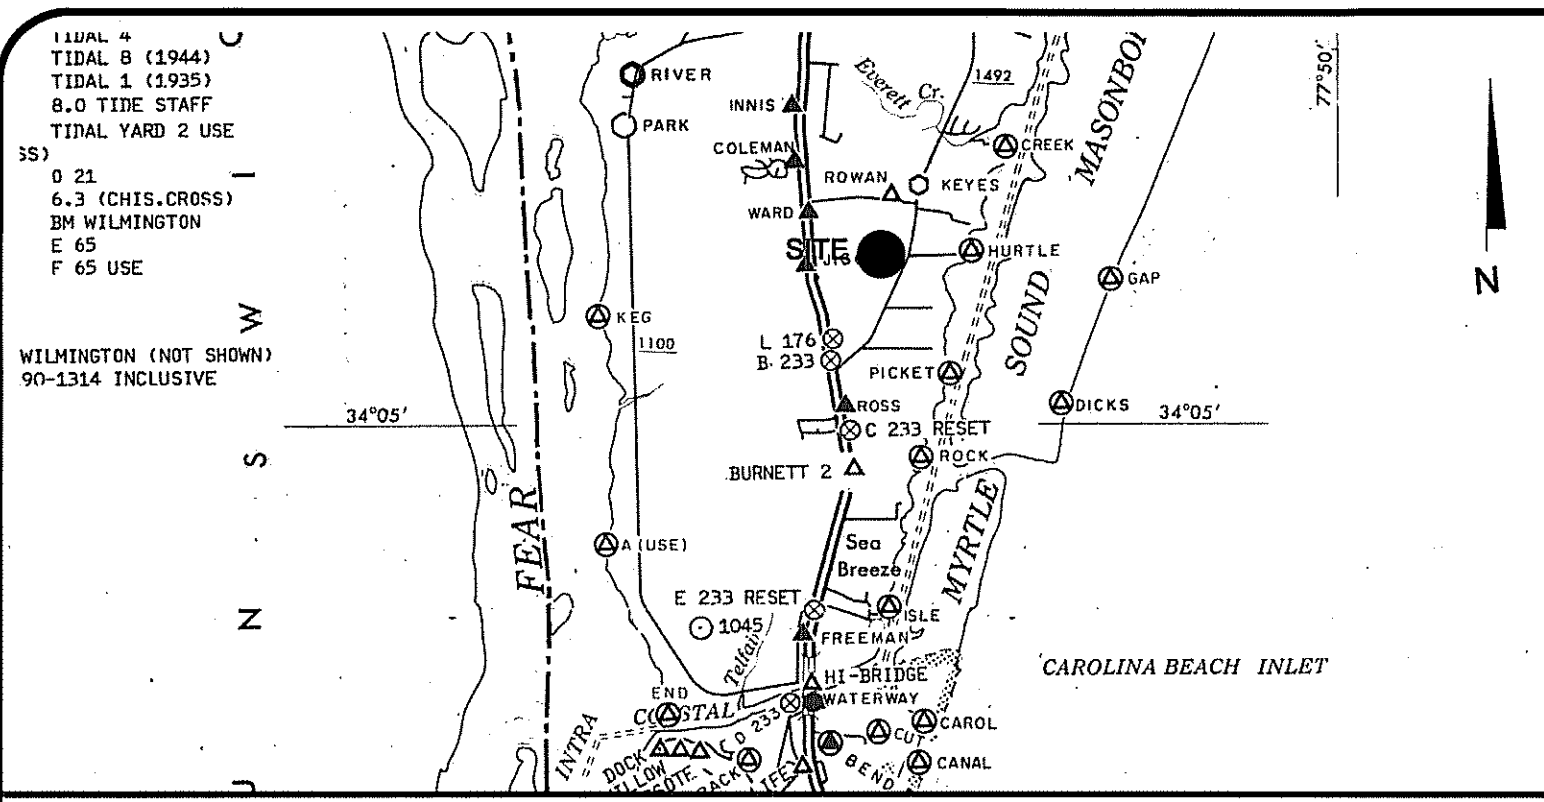 TIDAL 4
TIDAL 8 (1944)
TIDAL 1 (1935)
8.0 TIDE STAFF
TIDAL YARD 2 USE
SS)
0 21
6.3 (CHIS.CROSS)
BM WILMINGTON
E 65
F 65 USE
WILMINGTON (NOT SHOWN)
90-1314 INCLUSIVE
I
W
S
N
RIVER
PARK
INNIS
COLEMAN
Everett Cr.
1492
CREEK
MASONBO
77°50'
ROWAN
KEYES
WARD
SITE
HURTLE
GAP
N
KEG
1100
L 176
B 233
PICKET
SOUND
34°05'
ROSS
C 233 RESET
DICKS
34°05'
ROCK
BURNETT 2
FEAR
MYRTLE
A (USE)
Sea
Breeze
E 233 RESET
1045
ISLE
FREEMAN
Telfair
HI-BRIDGE
WATERWAY
CAROLINA BEACH INLET
END
COASTAL
INTRA
D 233
CAROL
CUT
BEND
CANAL
DOCK